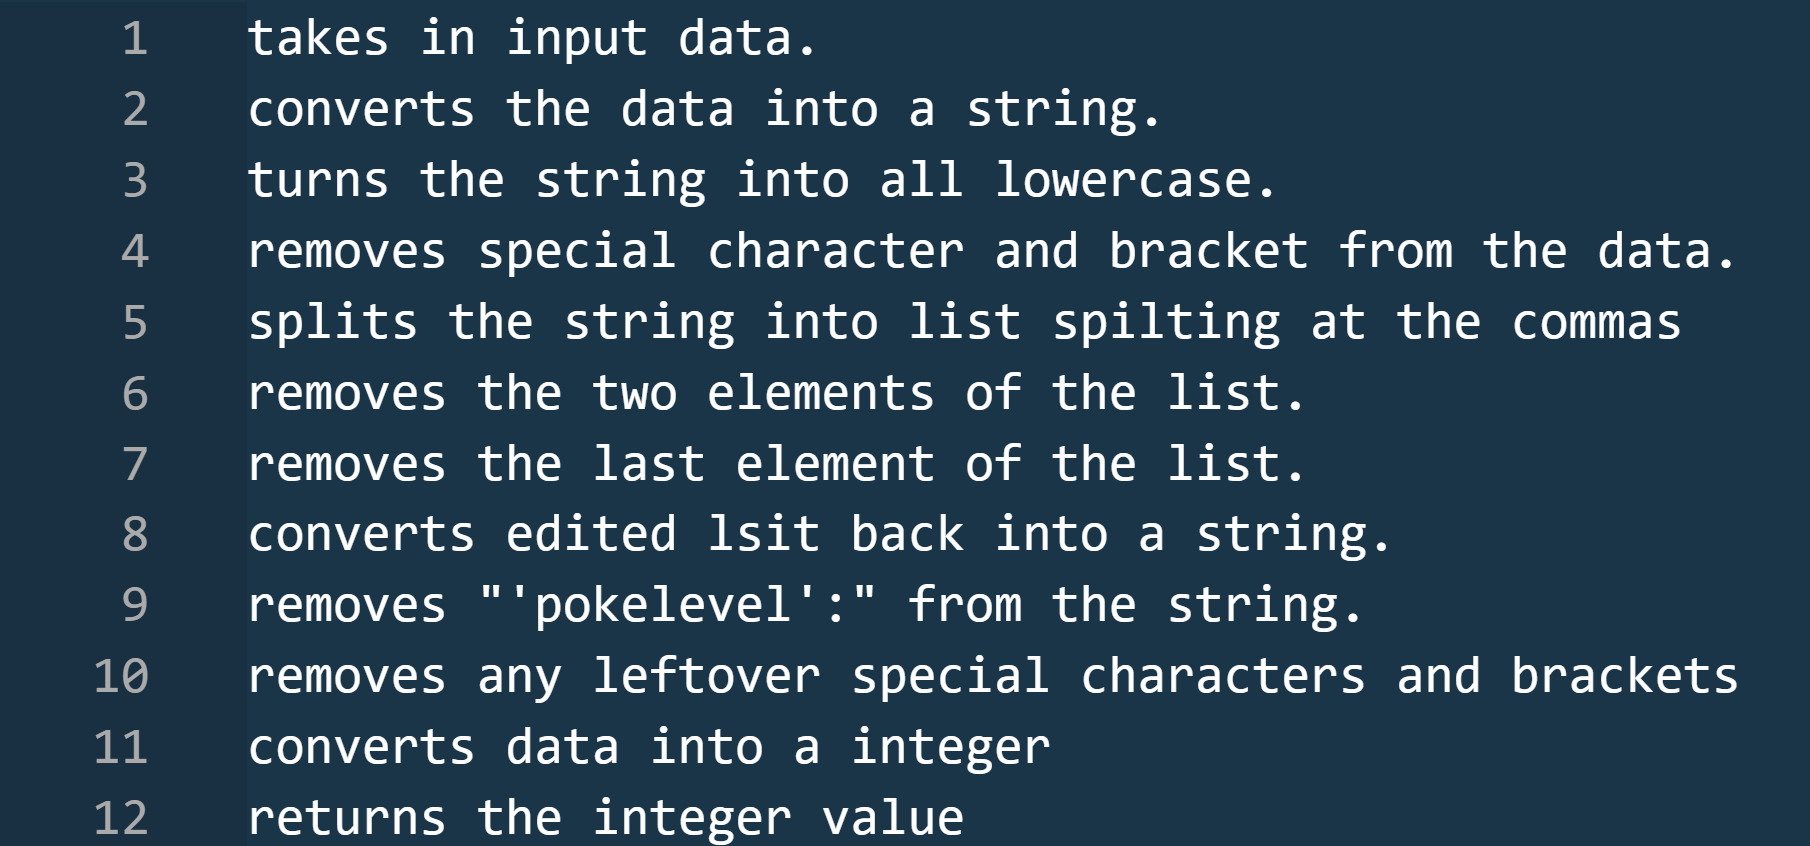 1 takes in input data.
2 converts the data into a string.
3 turns the string into all lowercase.
4 removes special character and bracket from the data.
5 splits the string into list spilting at the commas
6 removes the two elements of the list.
7 removes the last element of the list.
8 converts edited lsit back into a string.
9 removes "'pokelevel':" from the string.
10 removes any leftover special characters and brackets
11 converts data into a integer
12 returns the integer value